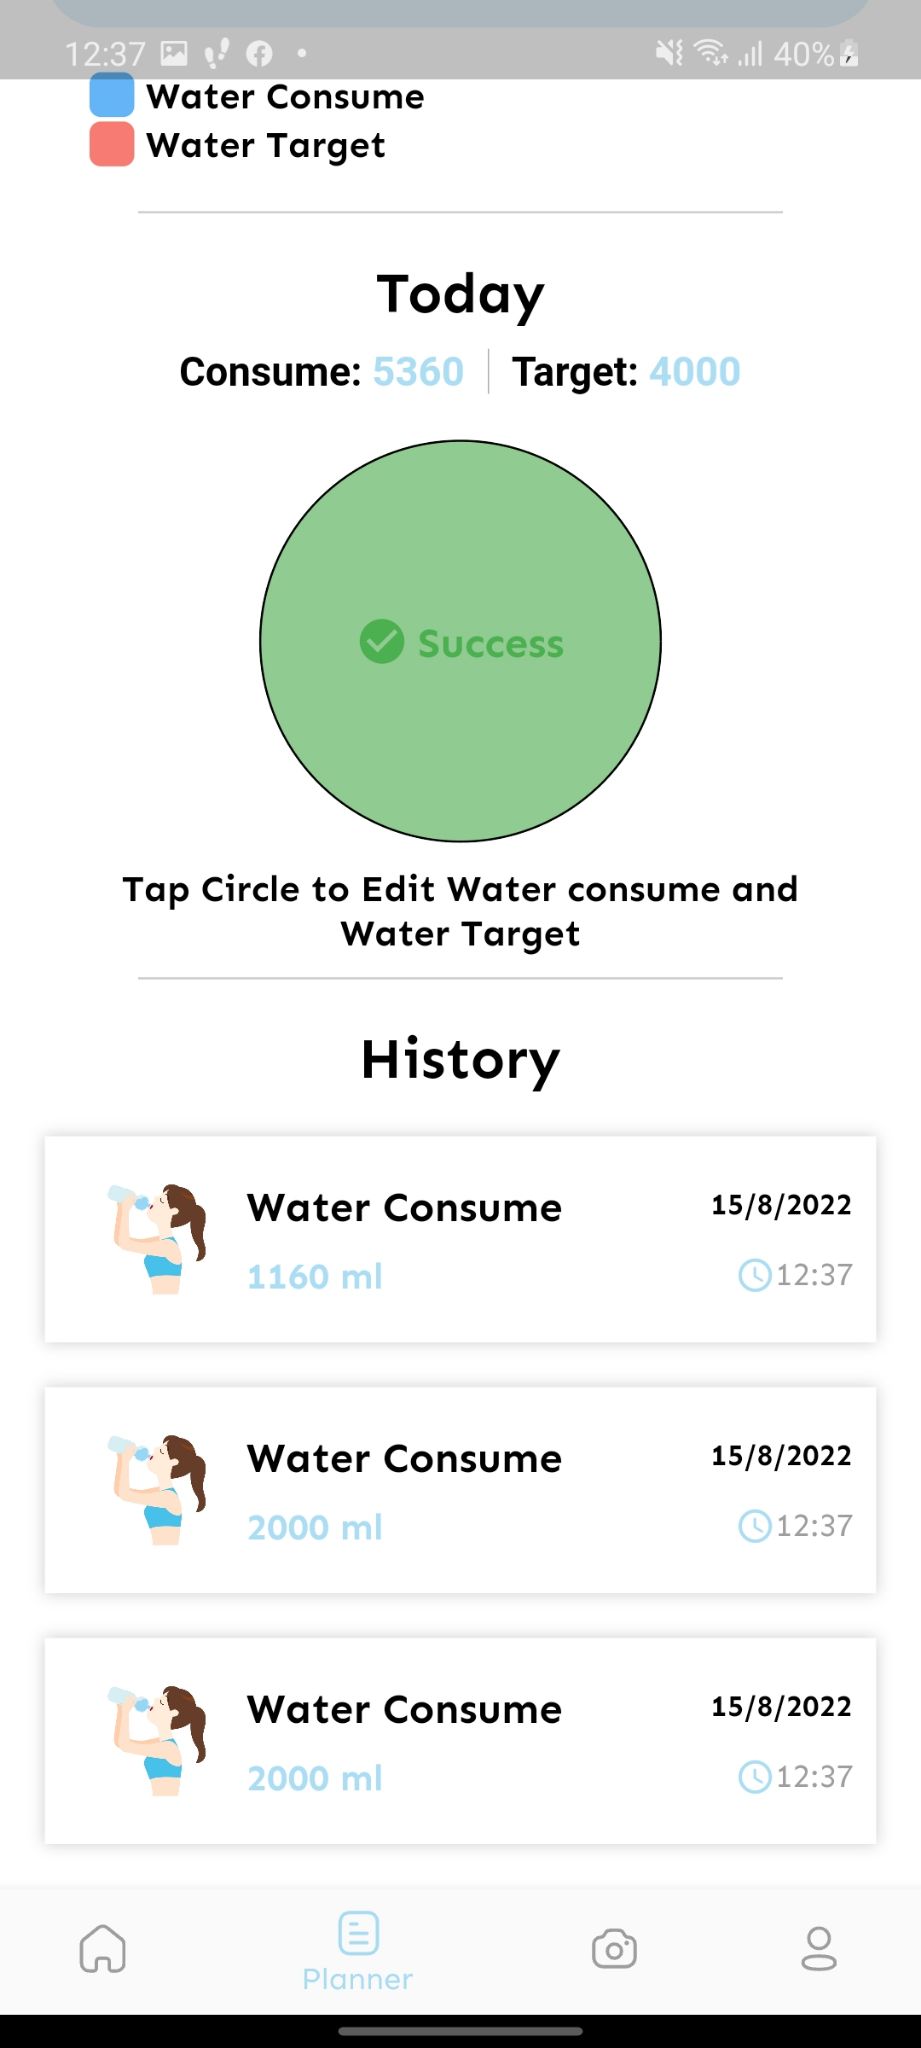 12:37 40%
Water Consume
Water Target
Today
Consume: 5360 Target: 4000
Success
Tap Circle to Edit Water consume and
Water Target
History
Water Consume 15/8/2022
1160 ml 12:37
Water Consume 15/8/2022
2000 ml 12:37
Water Consume 15/8/2022
2000 ml 12:37
Planner